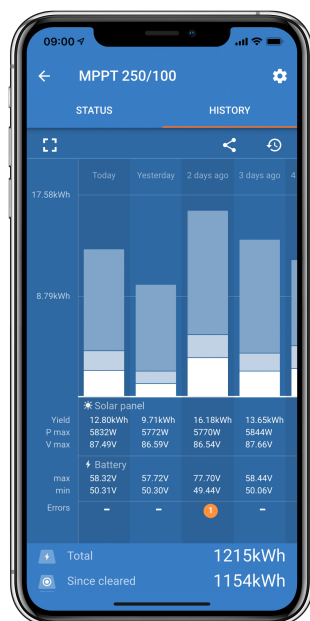 09:00
MPPT 250/100
STATUS HISTORY
Today Yesterday 2 days ago 3 days ago 4
17.58kWh
8.79kWh
Solar panel
Yield 12.80kWh 9.71kWh 16.18kWh 13.65kWh
P max 5832W 5772W 5770W 5844W
V max 87.49V 86.59V 86.54V 87.66V
Battery
max 58.32V 57.72V 77.70V 58.44V
min 50.31V 50.30V 49.44V 50.06V
Errors - - 1 -
Total 1215kWh
Since cleared 1154kWh